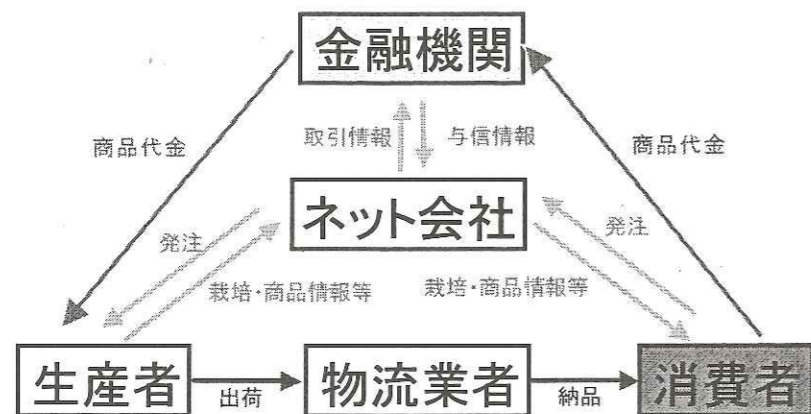 金融機関
商品代金
取引情報
与信情報
商品代金
ネット会社
発注
発注
栽培・商品情報等
栽培・商品情報等
生産者
出荷
物流業者
納品
消費者